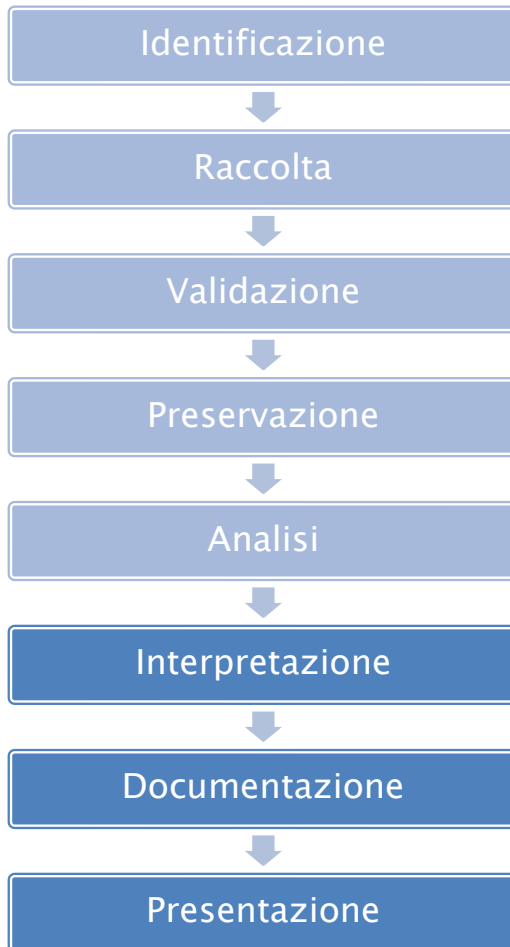 Identificazione
Raccolta
Validazione
Preservazione
Analisi
Interpretazione
Documentazione
Presentazione